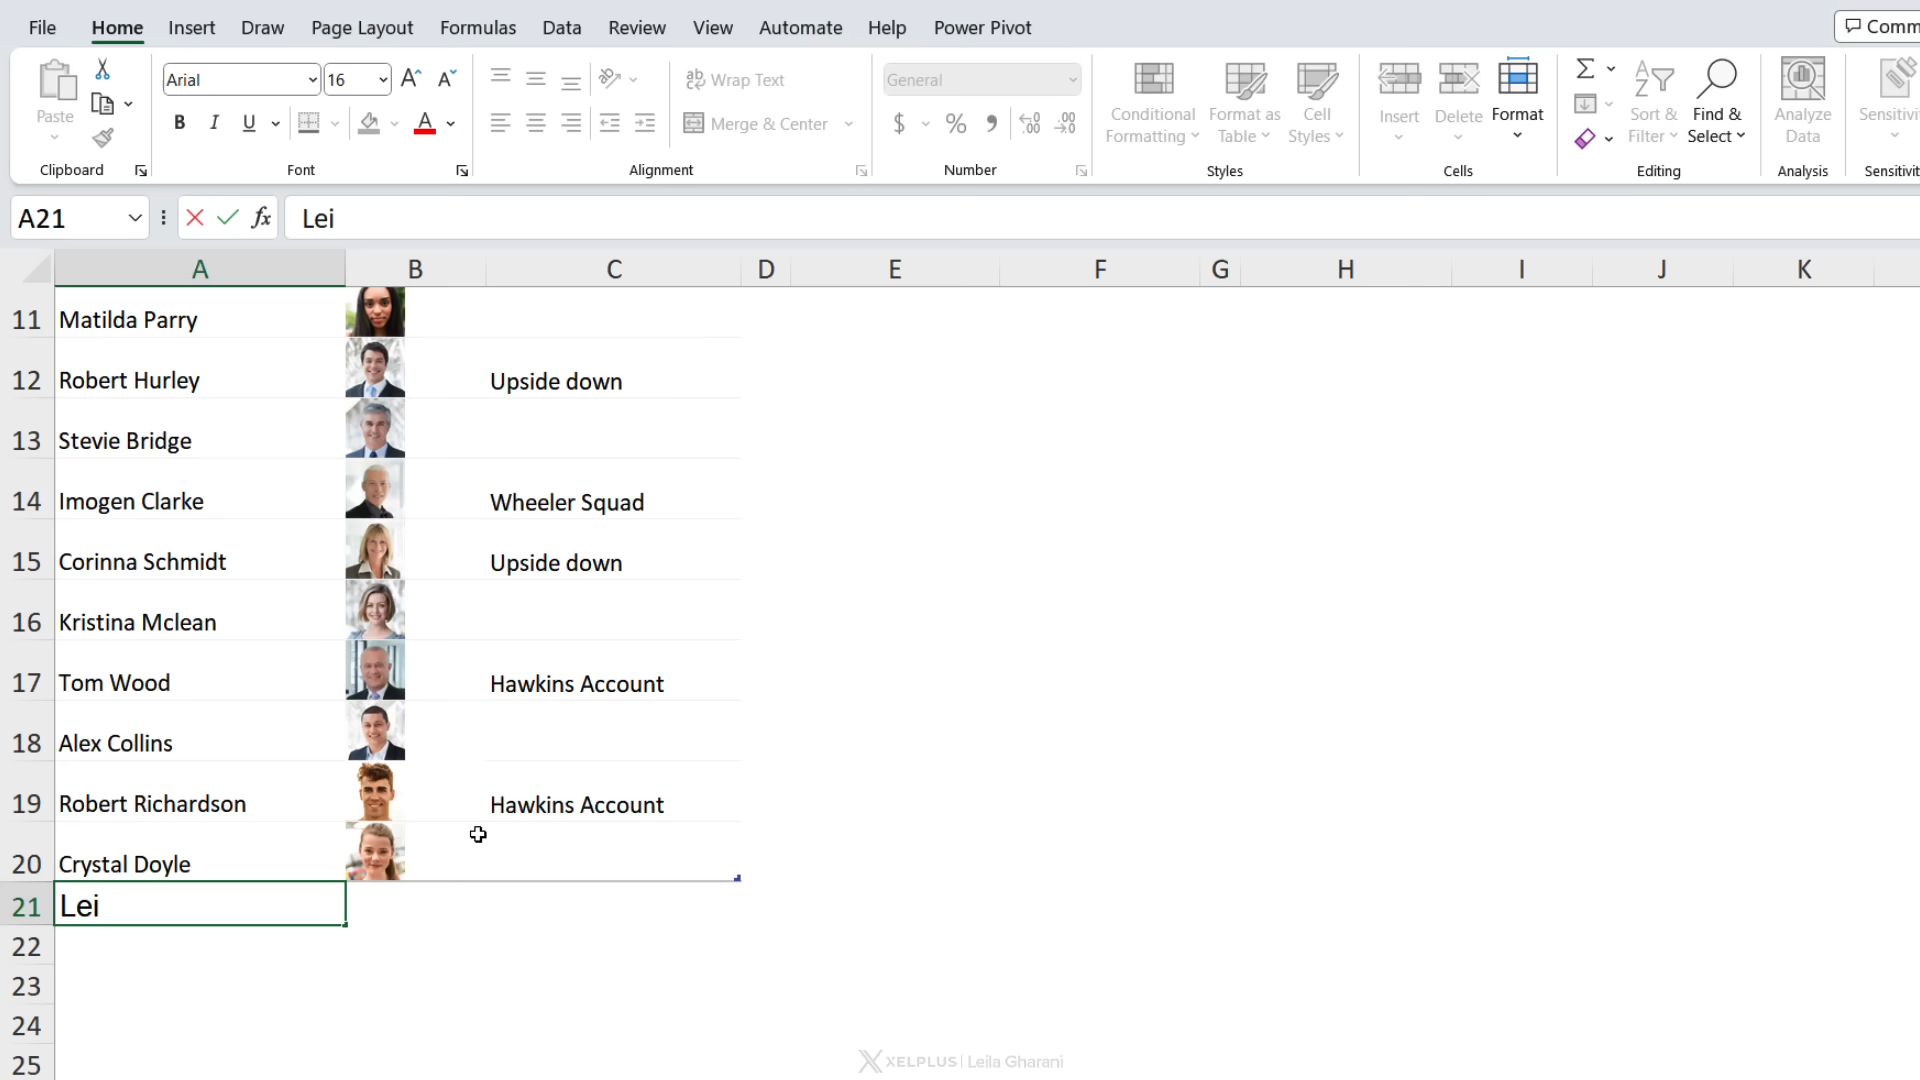 File Home Insert Draw Page Layout Formulas Data Review View Automate Help Power Pivot Comm
Arial 16 A A ab Wrap Text General Conditional Formatting Format as Table Cell Styles Insert Delete Format Σ A Z Sort & Filter Find & Select Analyze Data Sensitivi
Paste B I U A Merge & Center $ % 9 .00 .00
Clipboard Font Alignment Number Styles Cells Editing Analysis Sensitivit
A21 fx Lei
A B C D E F G H I J K
11 Matilda Parry
12 Robert Hurley Upside down
13 Stevie Bridge
14 Imogen Clarke Wheeler Squad
15 Corinna Schmidt Upside down
16 Kristina Mclean
17 Tom Wood Hawkins Account
18 Alex Collins
19 Robert Richardson Hawkins Account
20 Crystal Doyle
21 Lei
22
23
24
25
XELPLUS | Leila Gharani